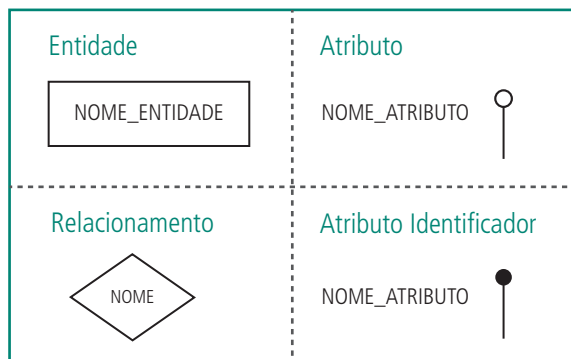 Entidade
NOME_ENTIDADE
Atributo
NOME_ATRIBUTO
Relacionamento
NOME
Atributo Identificador
NOME_ATRIBUTO